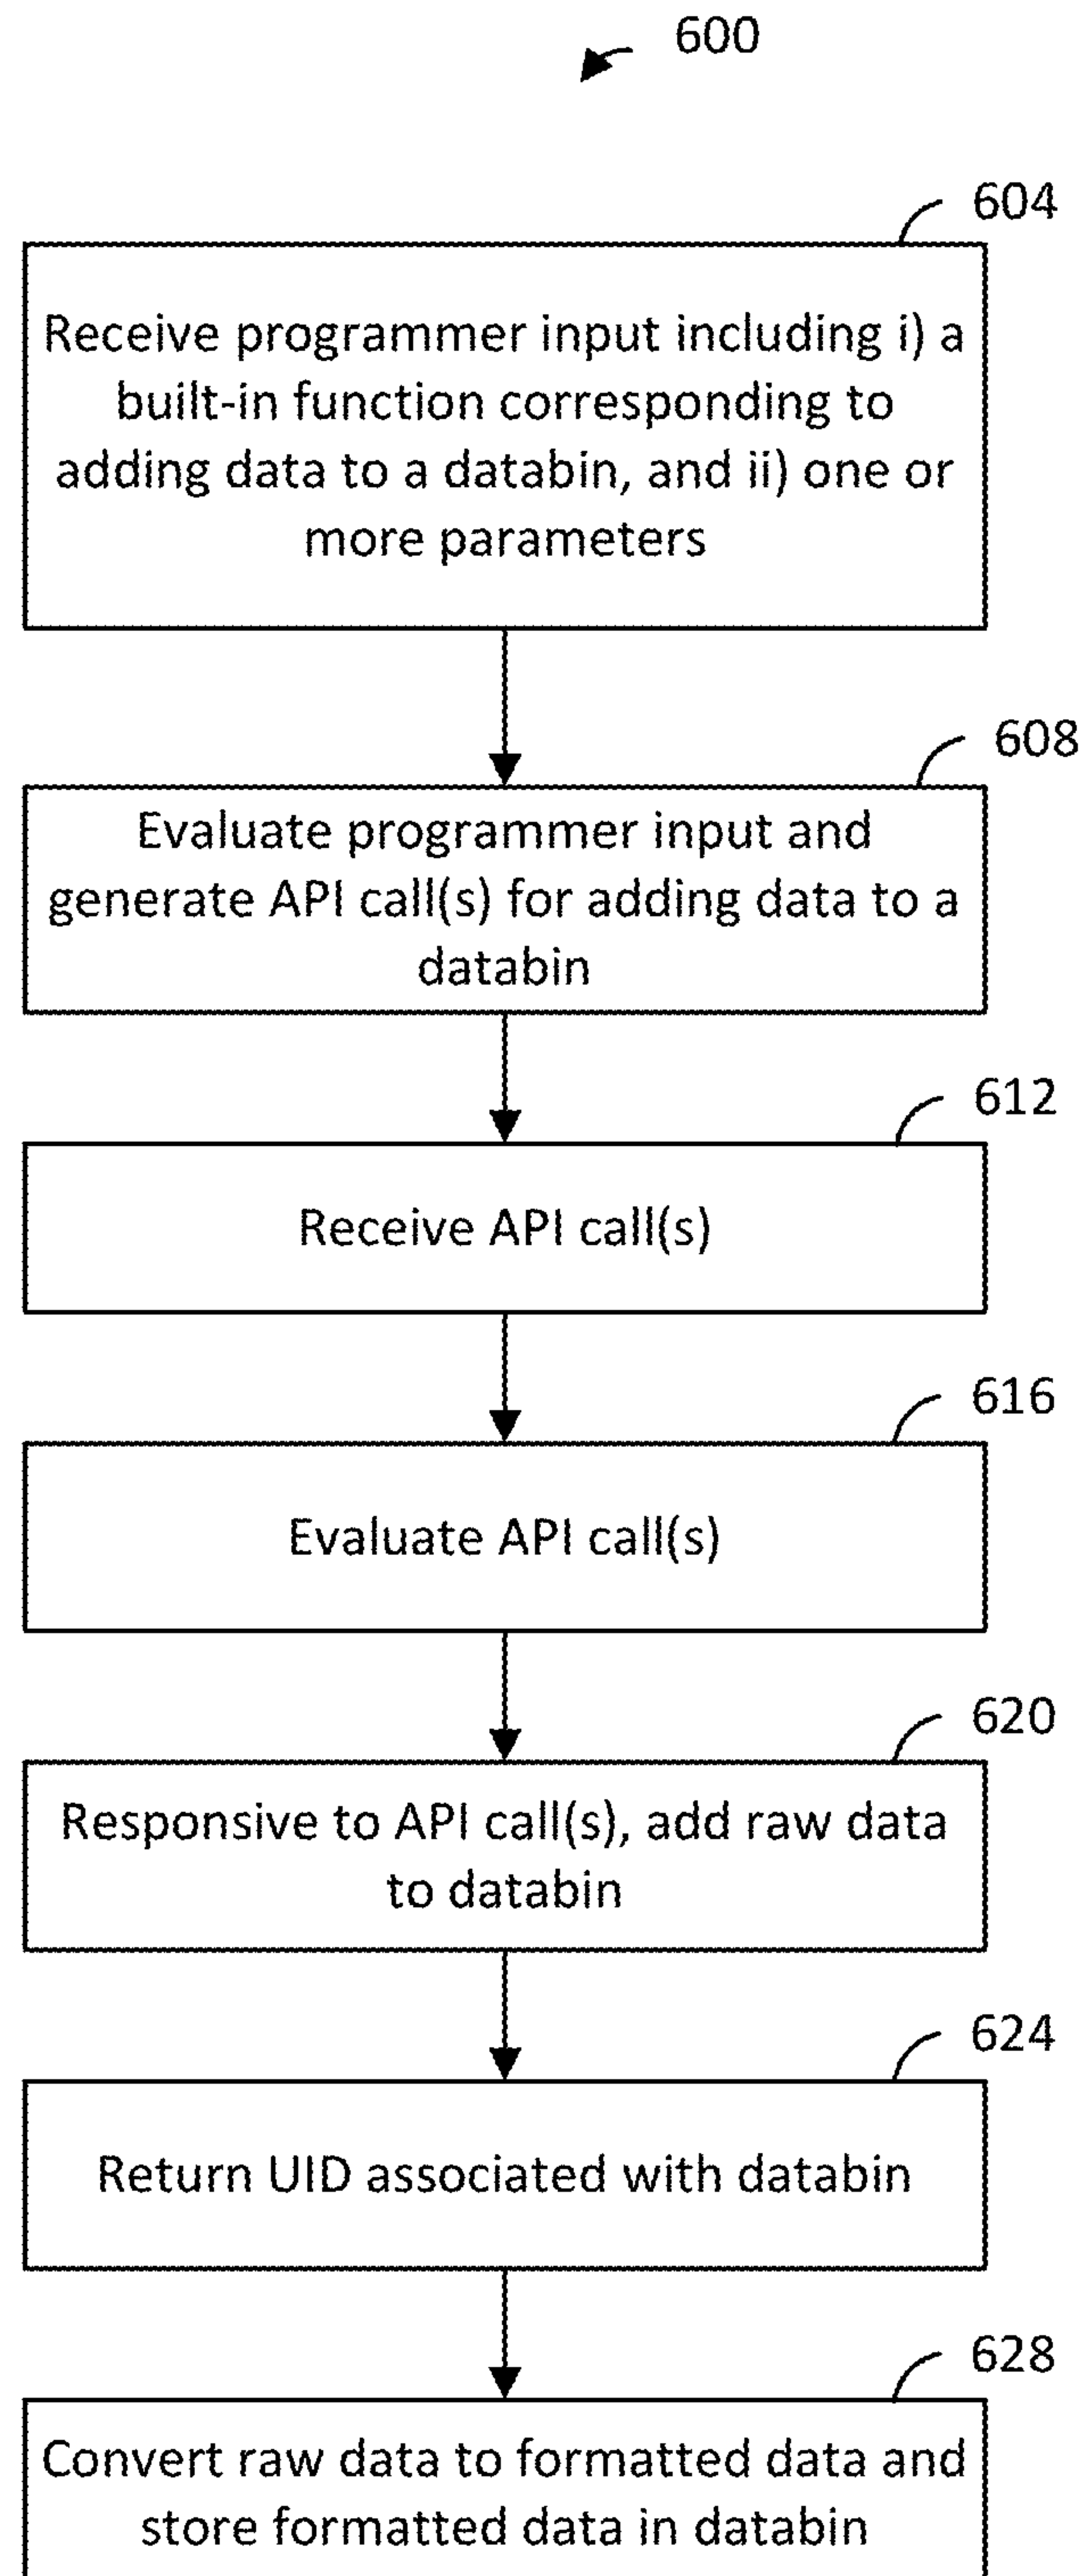 600
604
Receive programmer input including i) a
built-in function corresponding to
adding data to a databin, and ii) one or
more parameters
608
Evaluate programmer input and
generate API call(s) for adding data to a
databin
612
Receive API call(s)
616
Evaluate API call(s)
620
Responsive to API call(s), add raw data
to databin
624
Return UID associated with databin
628
Convert raw data to formatted data and
store formatted data in databin